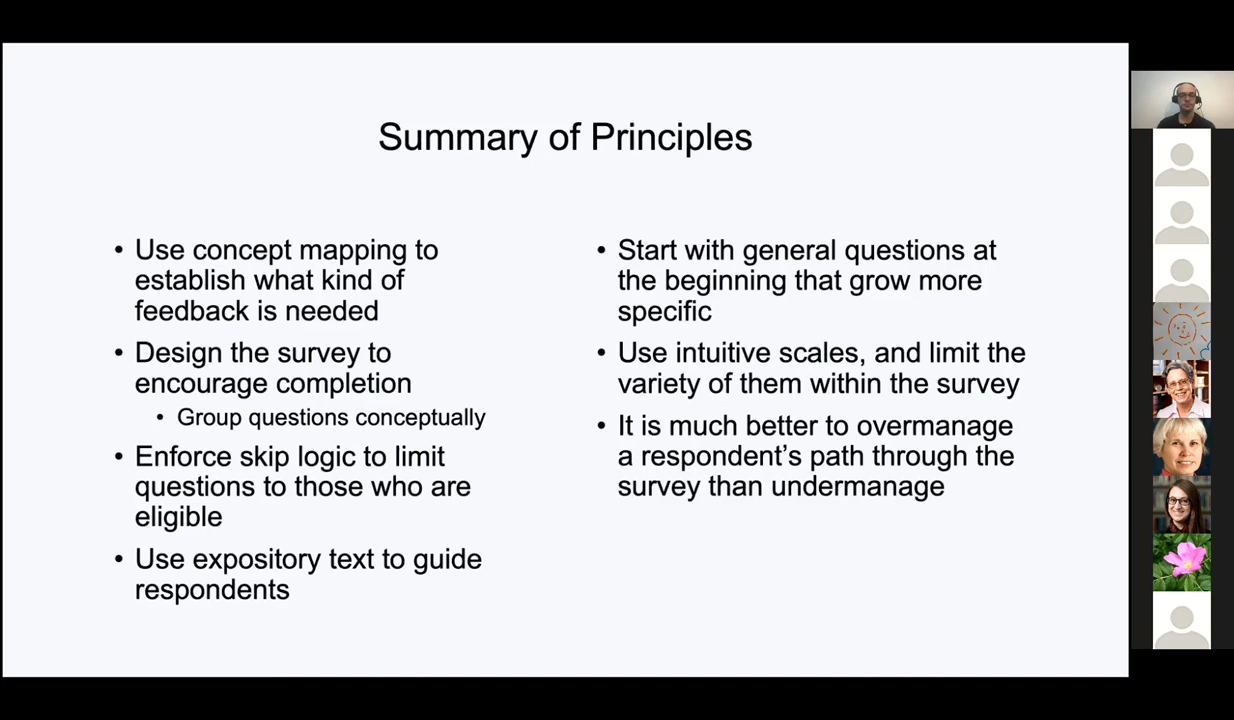 Summary of Principles
• Use concept mapping to
establish what kind of
feedback is needed
• Design the survey to
encourage completion
• Group questions conceptually
• Enforce skip logic to limit
questions to those who are
eligible
• Use expository text to guide
respondents
• Start with general questions at
the beginning that grow more
specific
• Use intuitive scales, and limit the
variety of them within the survey
• It is much better to overmanage
a respondent’s path through the
survey than undermanage